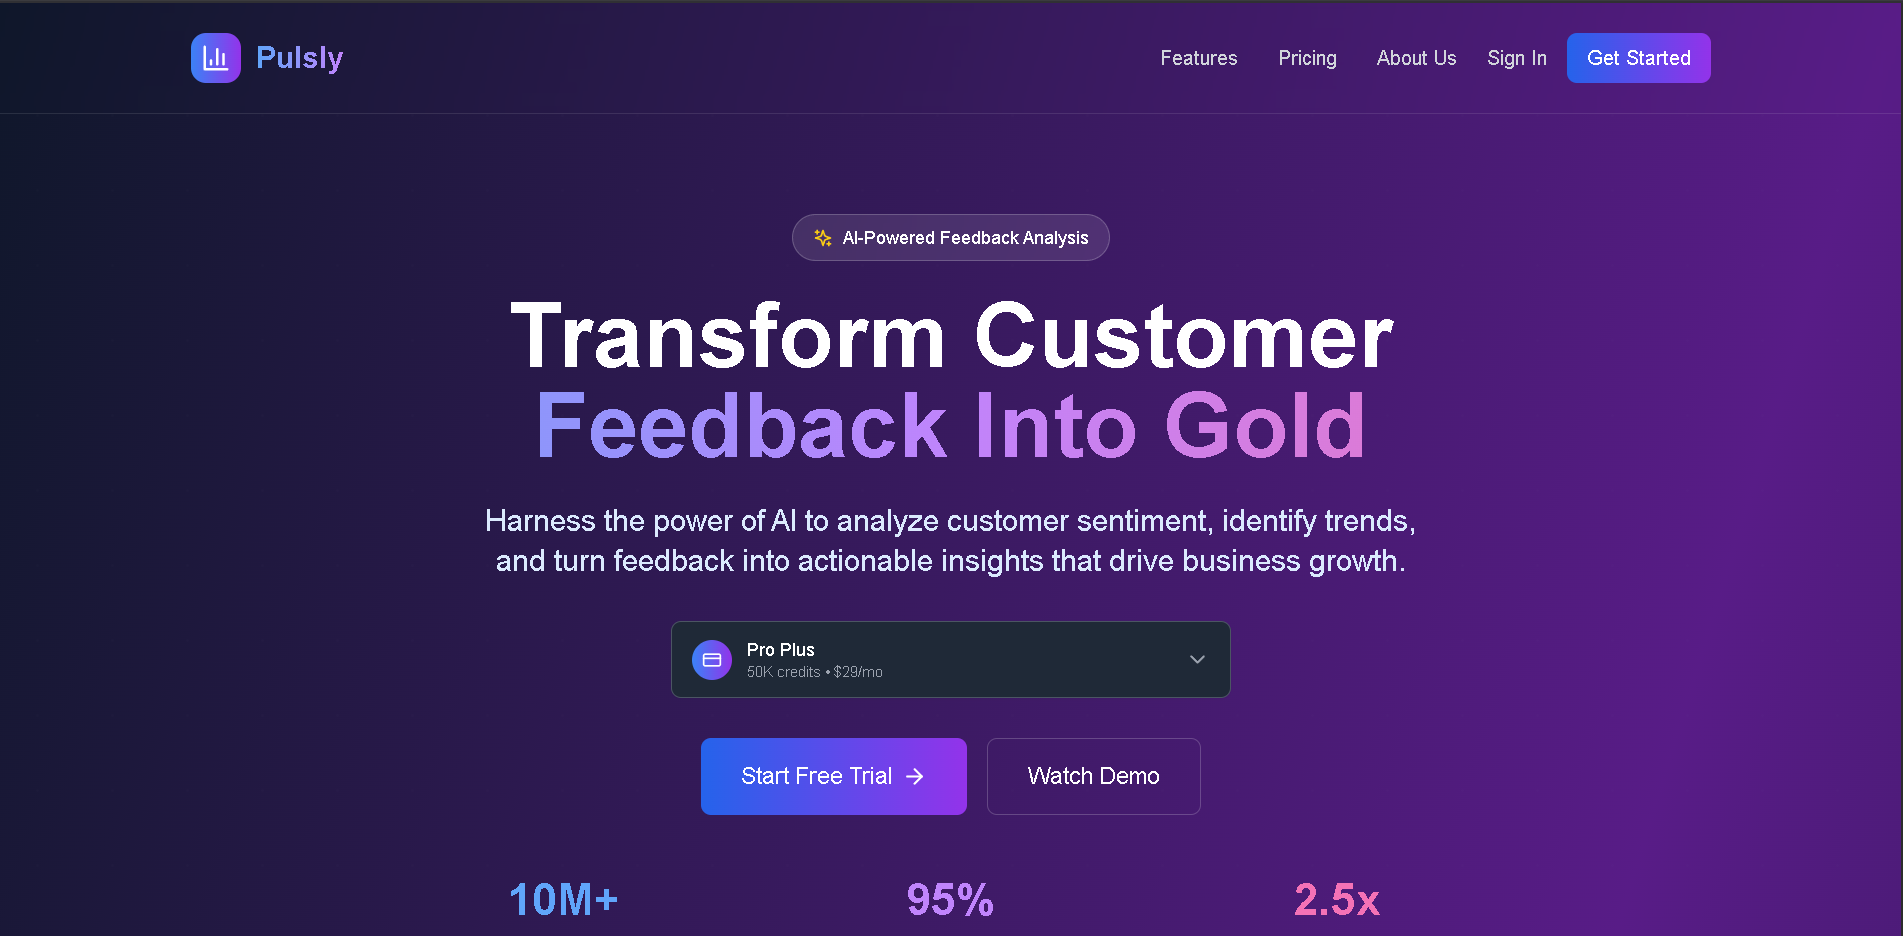 Pulsly
Features
Pricing
About Us
Sign In
Get Started
AI-Powered Feedback Analysis
Transform Customer
Feedback Into Gold
Harness the power of AI to analyze customer sentiment, identify trends,
and turn feedback into actionable insights that drive business growth.
Pro Plus
50K credits • $29/mo
Start Free Trial →
Watch Demo
10M+
95%
2.5x